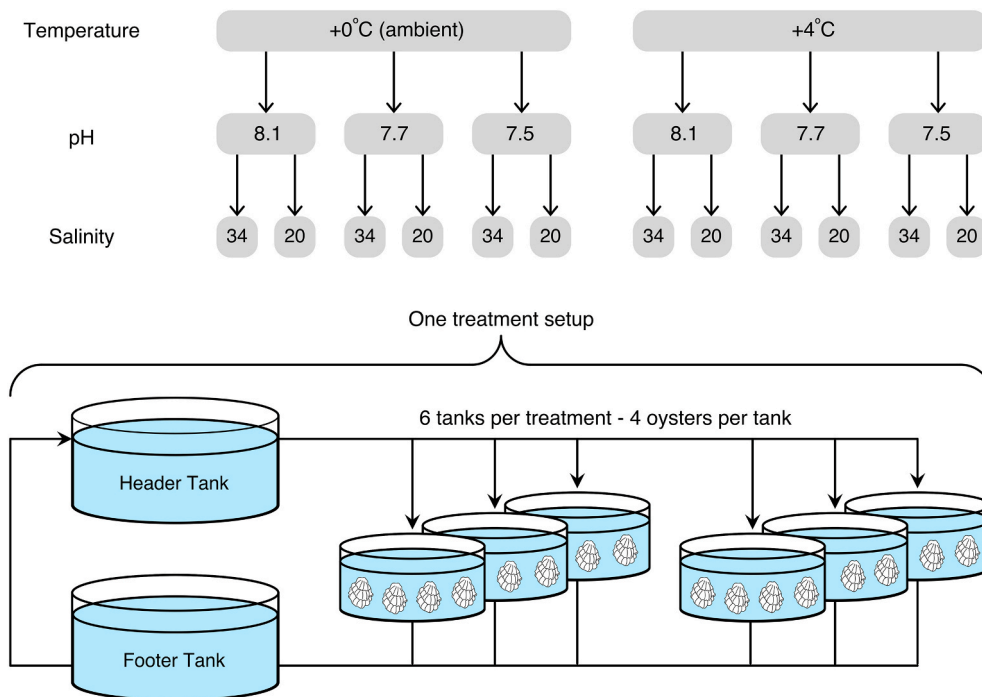 Temperature +0°C (ambient) +4°C
pH 8.1 7.7 7.5 8.1 7.7 7.5
Salinity 34 20 34 20 34 20 34 20 34 20 34 20
One treatment setup
6 tanks per treatment - 4 oysters per tank
Header Tank
Footer Tank